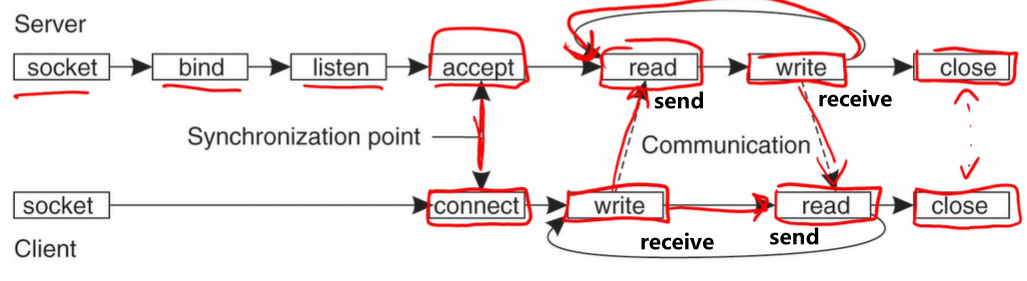 Server
socket bind listen accept read write close
send receive
Synchronization point Communication
socket connect write read close
receive send
Client